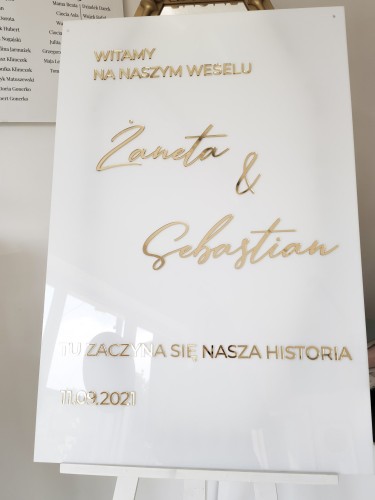 WITAMY
NA NASZYM WESELU
Żaneta
&
Sebastian
TU ZACZYNA SIĘ NASZA HISTORIA
11.09.2021